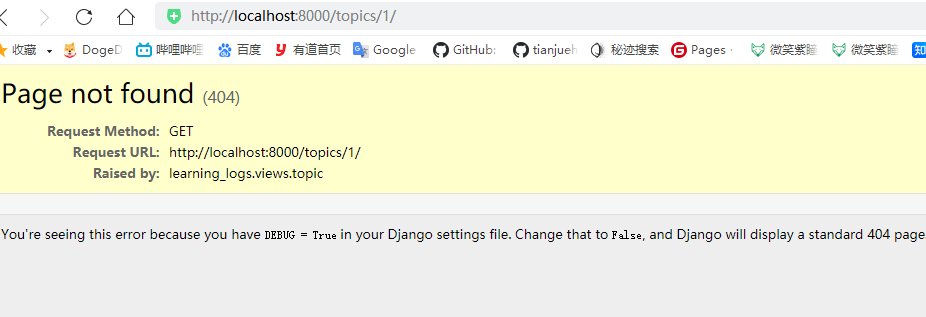 http://localhost:8000/topics/1/
收藏 DogeD 哔哩哔哩 百度 有道首页 Google GitHub: tianjueh 秘迹搜索 Pages · 微笑紫瞳 微笑紫瞳 知
Page not found (404)
Request Method: GET
Request URL: http://localhost:8000/topics/1/
Raised by: learning_logs.views.topic
You're seeing this error because you have DEBUG = True in your Django settings file. Change that to False, and Django will display a standard 404 page